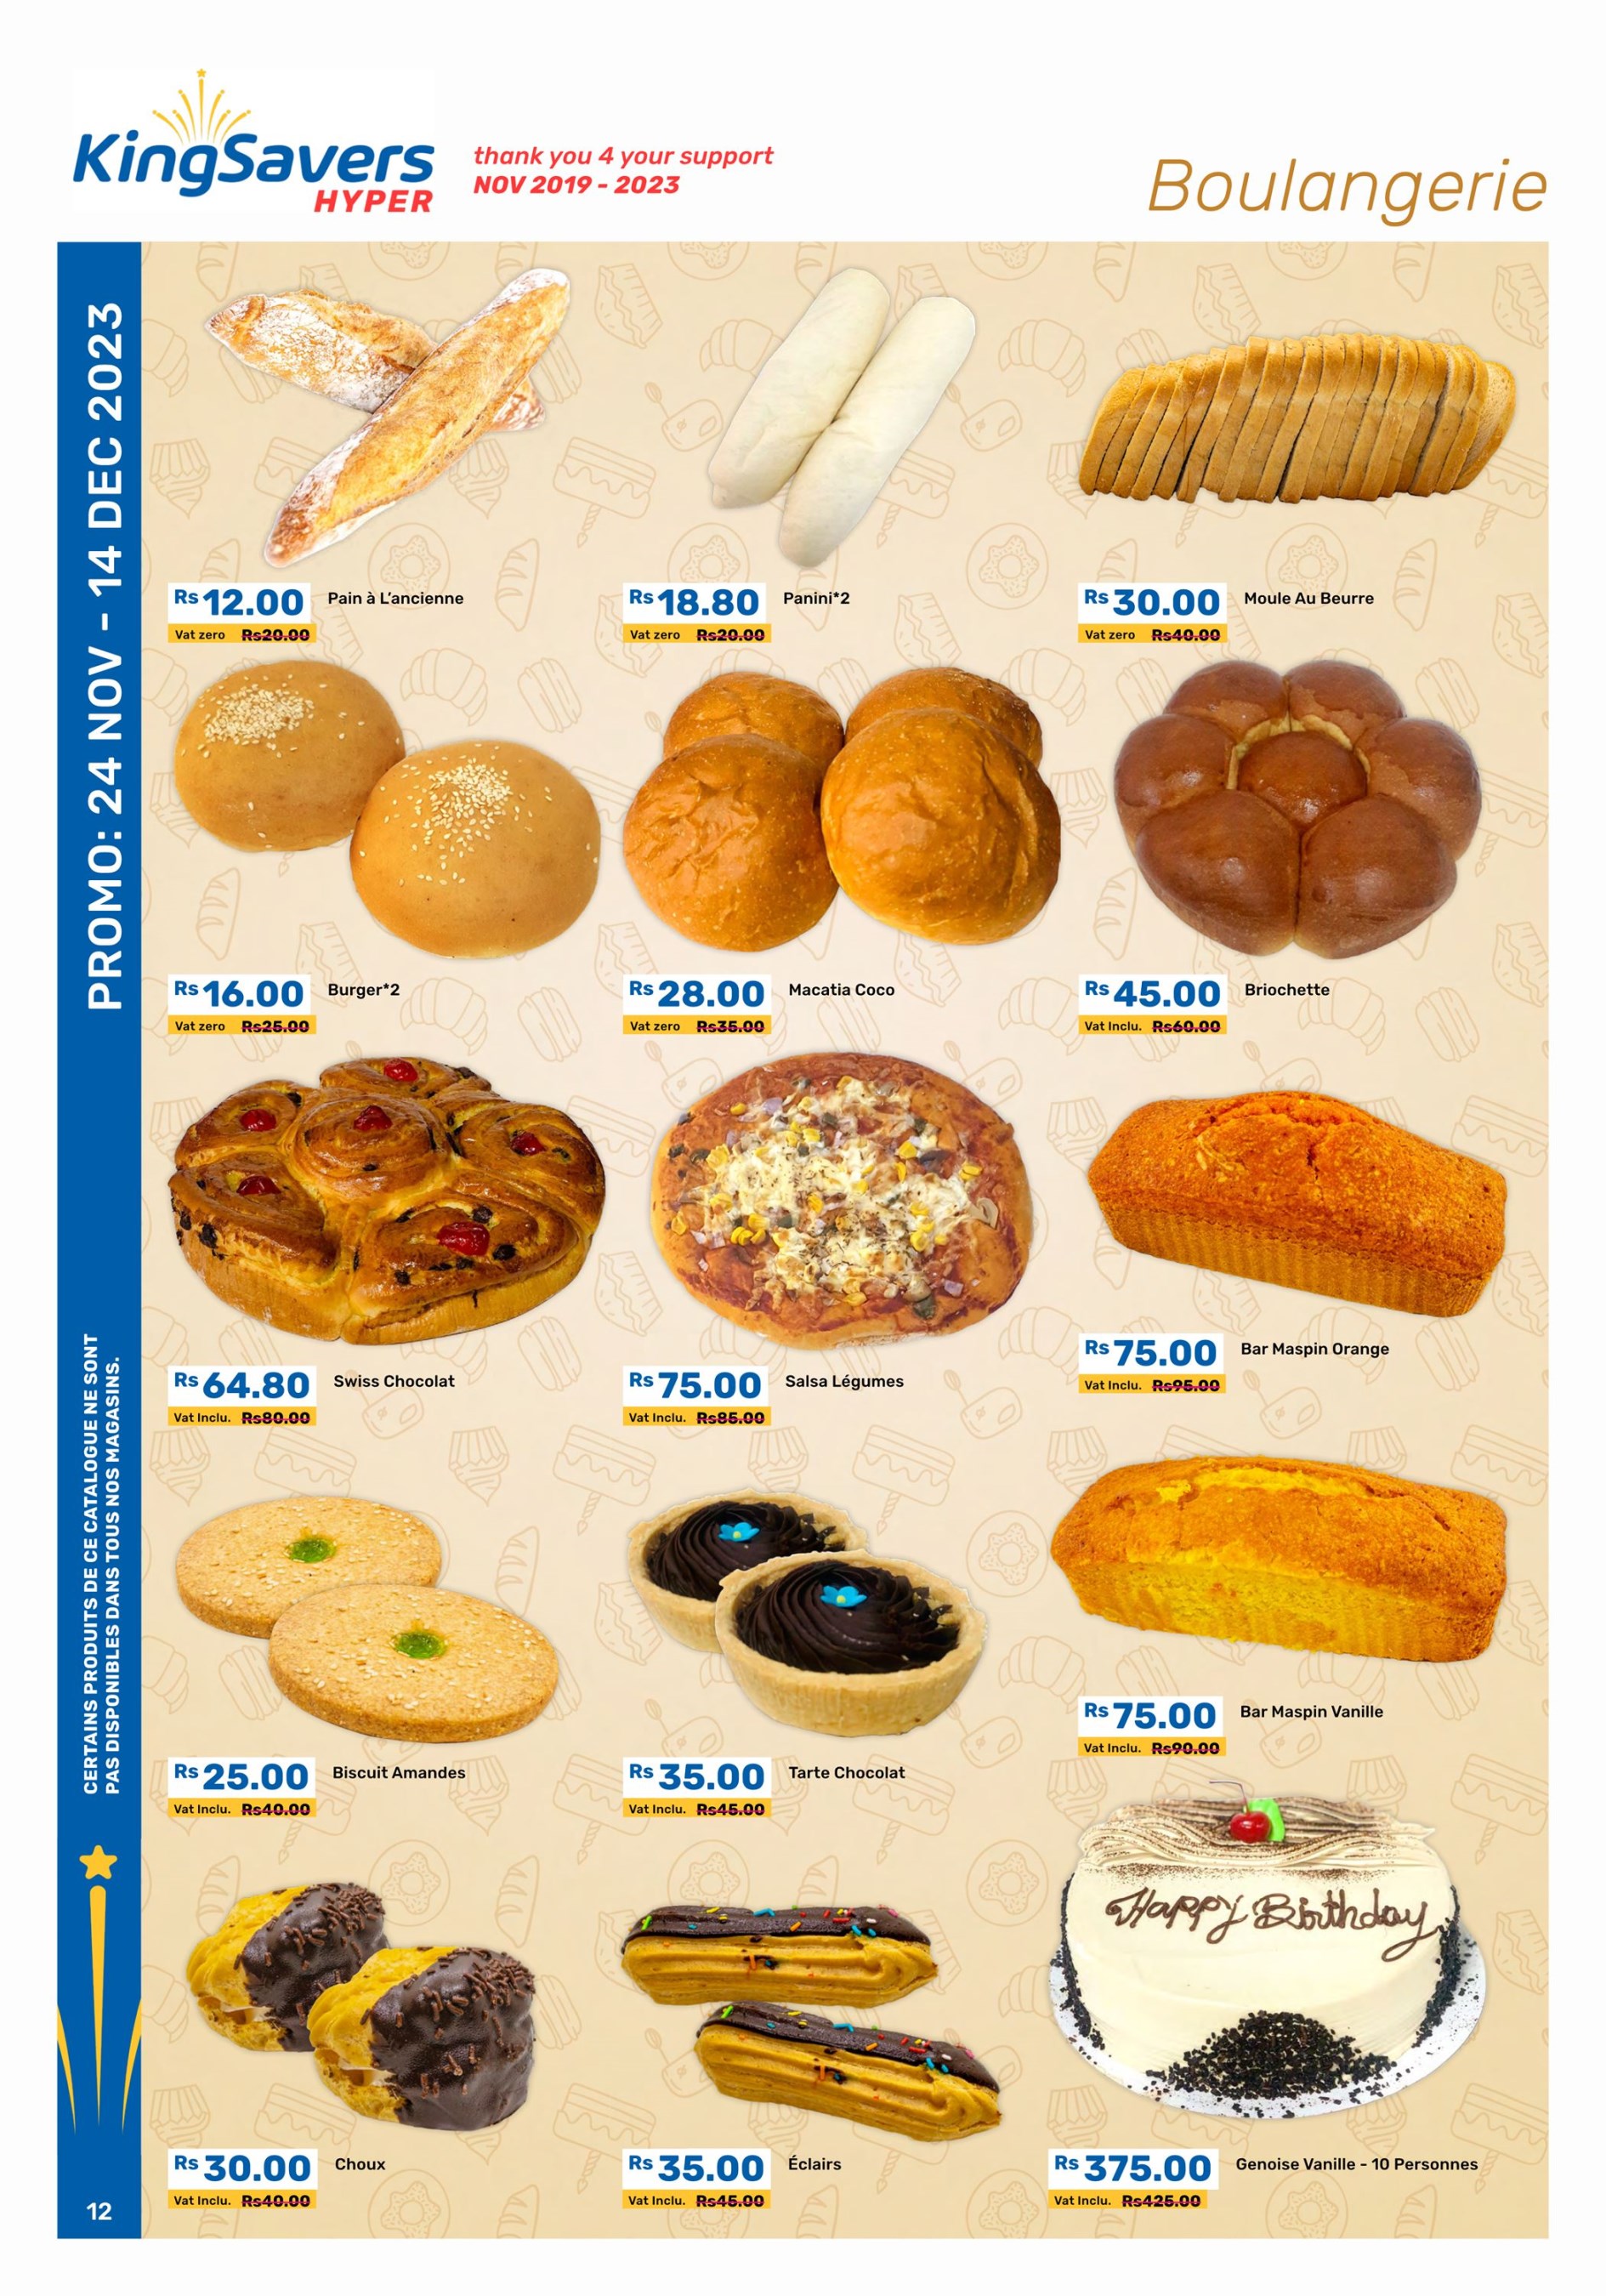 KingSavers
HYPER
thank you 4 your support
NOV 2019 - 2023
Boulangerie
PROMO: 24 NOV - 14 DEC 2023
CERTAINS PRODUITS DE CE CATALOGUE NE SONT
PAS DISPONIBLES DANS TOUS NOS MAGASINS.
12
Rs 12.00 Pain à L'ancienne
Vat zero Rs20.00
Rs 18.80 Panini*2
Vat zero Rs20.00
Rs 30.00 Moule Au Beurre
Vat zero Rs40.00
Rs 16.00 Burger*2
Vat zero Rs25.00
Rs 28.00 Macatia Coco
Vat zero Rs35.00
Rs 45.00 Briochette
Vat Inclu. Rs60.00
Rs 64.80 Swiss Chocolat
Vat Inclu. Rs80.00
Rs 75.00 Salsa Légumes
Vat Inclu. Rs85.00
Rs 75.00 Bar Maspin Orange
Vat Inclu. Rs95.00
Rs 25.00 Biscuit Amandes
Vat Inclu. Rs40.00
Rs 35.00 Tarte Chocolat
Vat Inclu. Rs45.00
Rs 75.00 Bar Maspin Vanille
Vat Inclu. Rs90.00
Happy Birthday
Rs 30.00 Choux
Vat Inclu. Rs40.00
Rs 35.00 Éclairs
Vat Inclu. Rs45.00
Rs 375.00 Genoise Vanille - 10 Personnes
Vat Inclu. Rs425.00